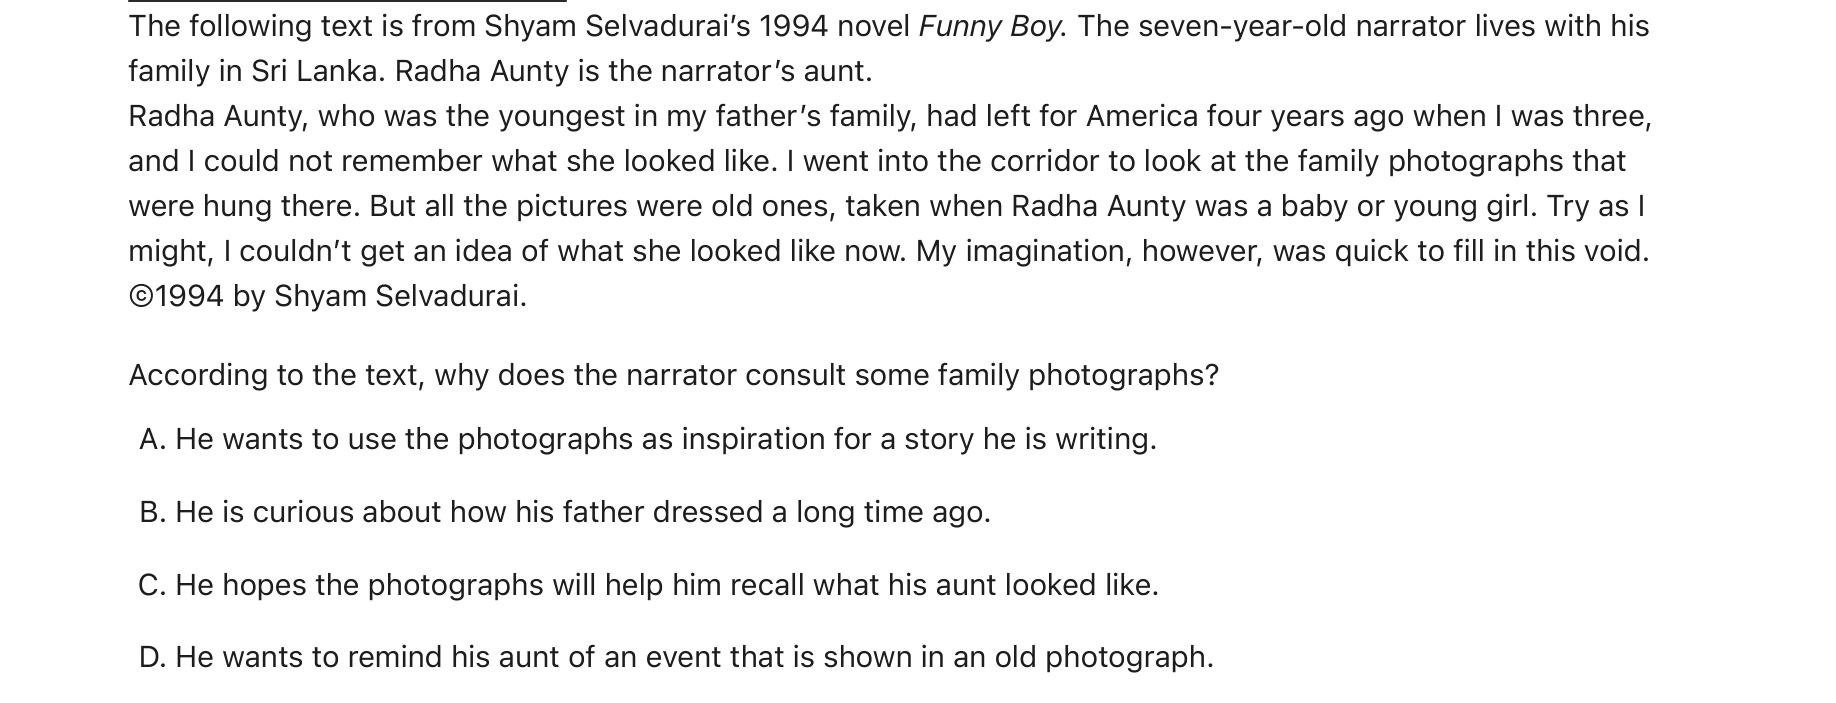 The following text is from Shyam Selvadurai’s 1994 novel Funny Boy. The seven-year-old narrator lives with his
family in Sri Lanka. Radha Aunty is the narrator’s aunt.
Radha Aunty, who was the youngest in my father’s family, had left for America four years ago when I was three,
and I could not remember what she looked like. I went into the corridor to look at the family photographs that
were hung there. But all the pictures were old ones, taken when Radha Aunty was a baby or young girl. Try as I
might, I couldn’t get an idea of what she looked like now. My imagination, however, was quick to fill in this void.
©1994 by Shyam Selvadurai.
According to the text, why does the narrator consult some family photographs?
A. He wants to use the photographs as inspiration for a story he is writing.
B. He is curious about how his father dressed a long time ago.
C. He hopes the photographs will help him recall what his aunt looked like.
D. He wants to remind his aunt of an event that is shown in an old photograph.